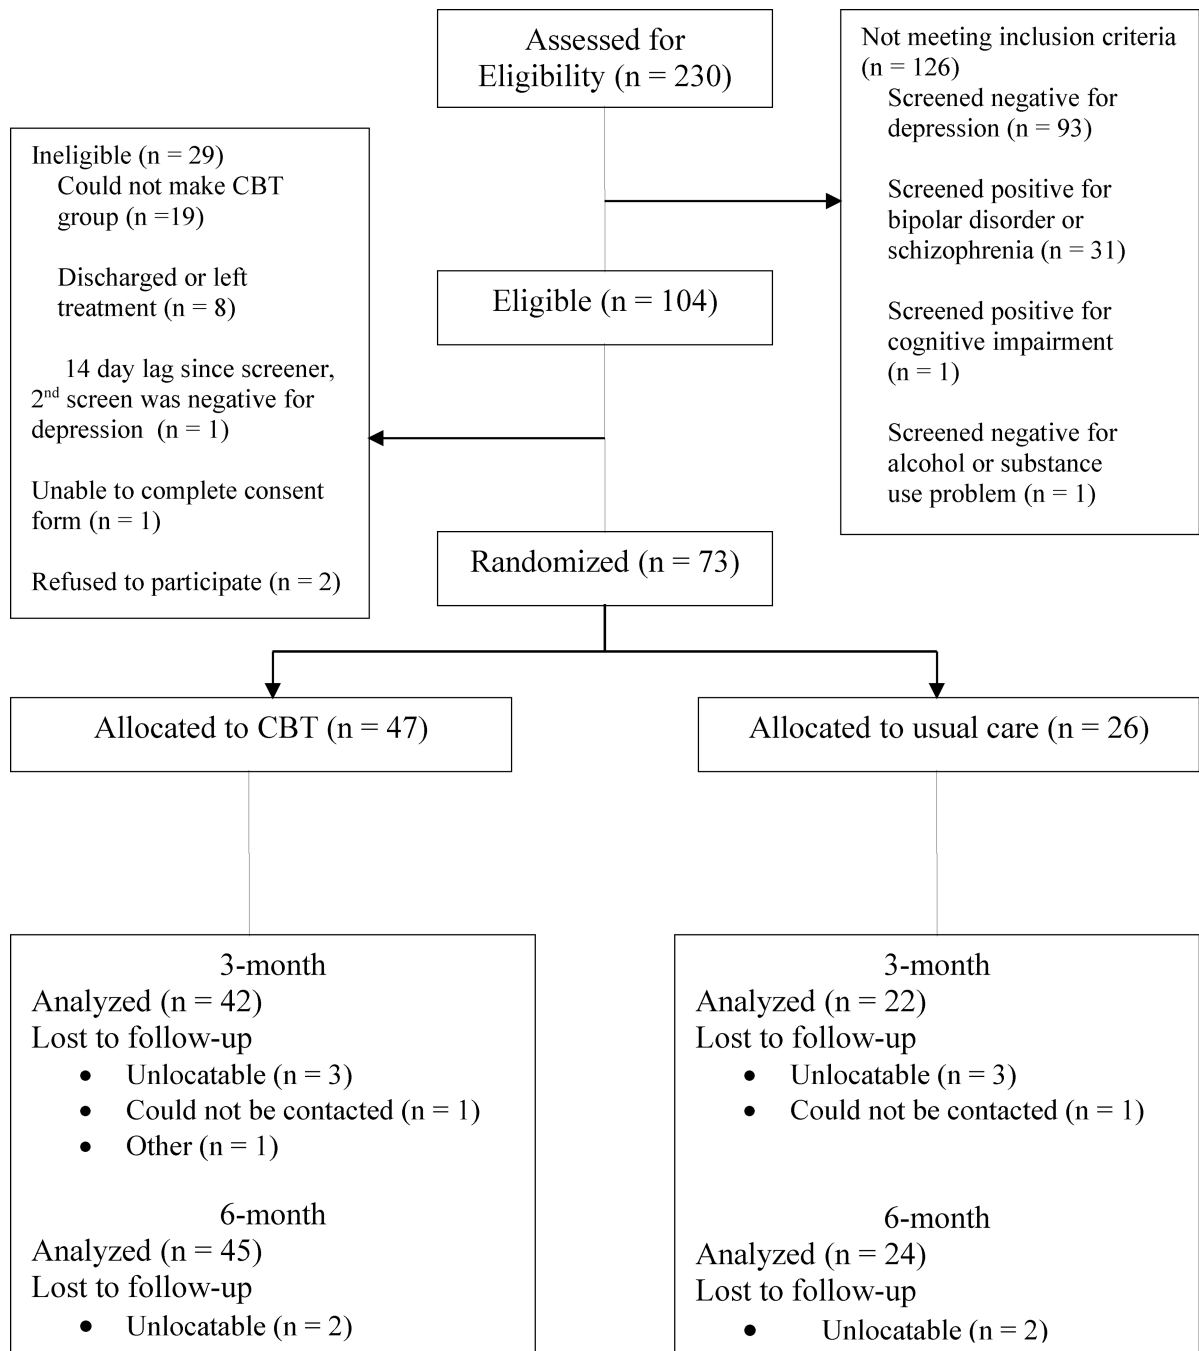 Assessed for
Eligibility (n = 230)
Not meeting inclusion criteria
(n = 126)
Screened negative for
depression (n = 93)
Screened positive for
bipolar disorder or
schizophrenia (n = 31)
Screened positive for
cognitive impairment
(n = 1)
Screened negative for
alcohol or substance
use problem (n = 1)
Ineligible (n = 29)
Could not make CBT
group (n =19)
Discharged or left
treatment (n = 8)
14 day lag since screener,
2nd screen was negative for
depression (n = 1)
Unable to complete consent
form (n = 1)
Refused to participate (n = 2)
Eligible (n = 104)
Randomized (n = 73)
Allocated to CBT (n = 47)
Allocated to usual care (n = 26)
3-month
Analyzed (n = 42)
Lost to follow-up
• Unlocatable (n = 3)
• Could not be contacted (n = 1)
• Other (n = 1)
6-month
Analyzed (n = 45)
Lost to follow-up
• Unlocatable (n = 2)
3-month
Analyzed (n = 22)
Lost to follow-up
• Unlocatable (n = 3)
• Could not be contacted (n = 1)
6-month
Analyzed (n = 24)
Lost to follow-up
• Unlocatable (n = 2)